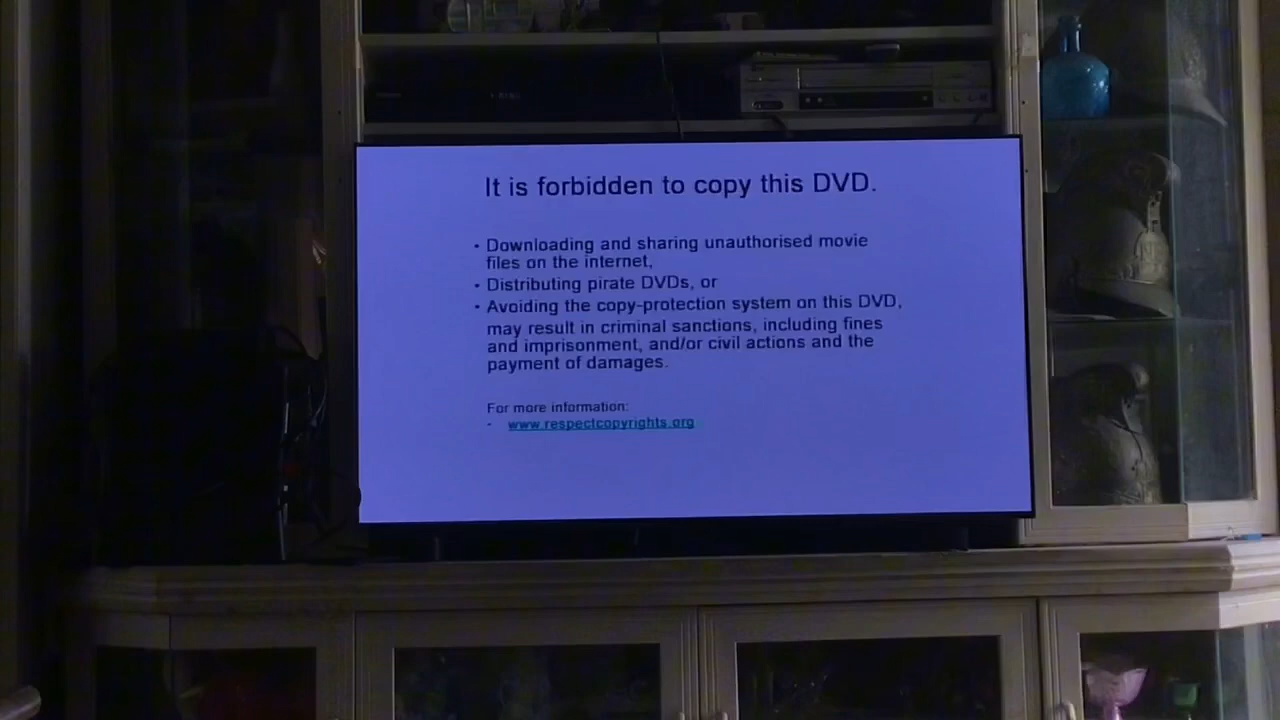 It is forbidden to copy this DVD.
• Downloading and sharing unauthorised movie
files on the internet,
• Distributing pirate DVDs, or
• Avoiding the copy-protection system on this DVD,
may result in criminal sanctions, including fines
and imprisonment, and/or civil actions and the
payment of damages.
For more information:
- www.respectcopyrights.org